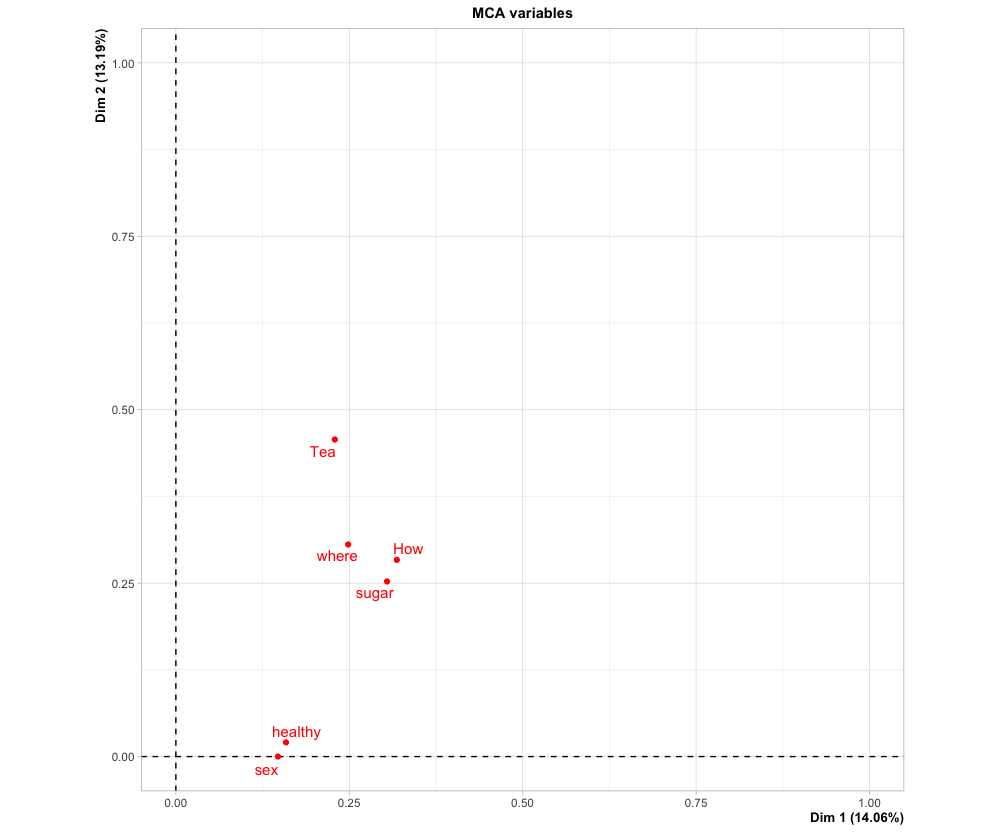 MCA variables
Dim 2 (13.19%)
1.00
0.75
0.50
0.25
0.00
Tea
where
How
sugar
healthy
sex
0.00
0.25
0.50
0.75
1.00
Dim 1 (14.06%)